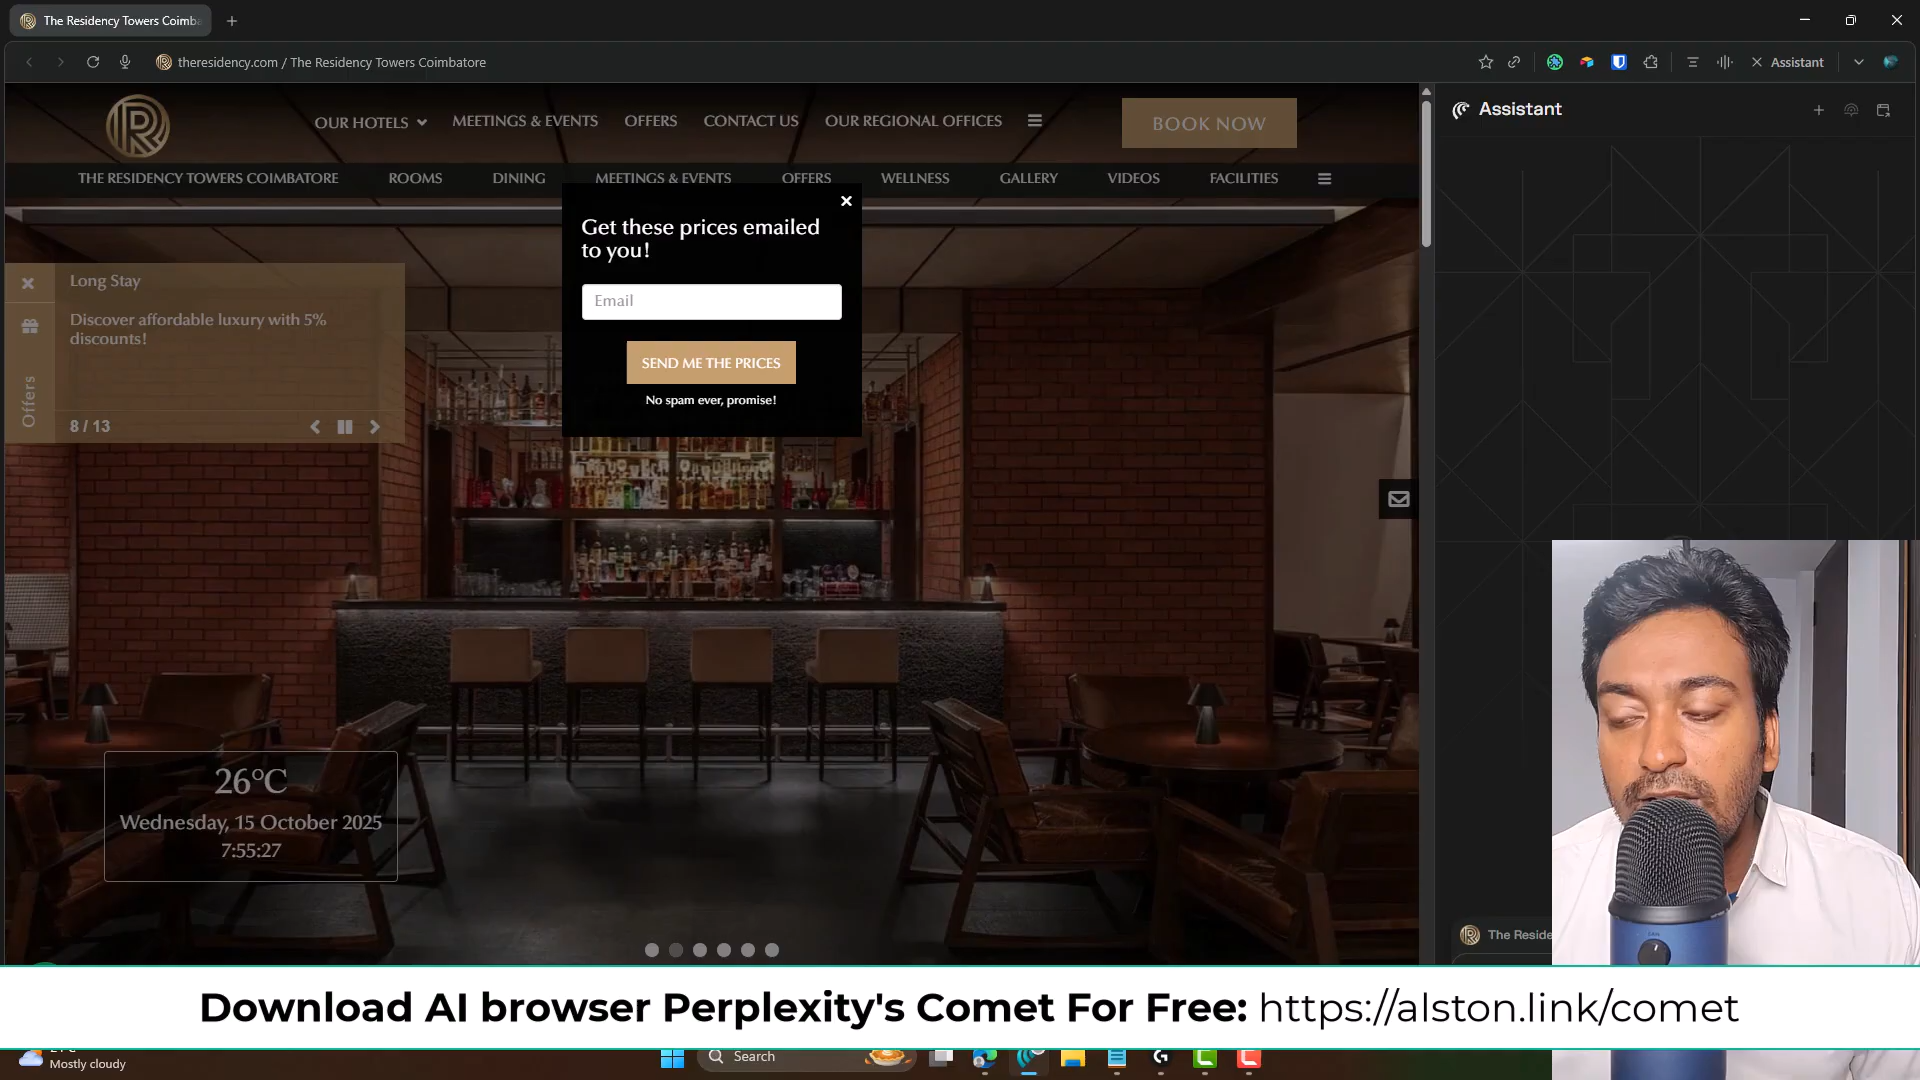 The Residency Towers Coimba
theresidency.com / The Residency Towers Coimbatore
Assistant
Assistant
OUR HOTELS
MEETINGS & EVENTS
OFFERS
CONTACT US
OUR REGIONAL OFFICES
BOOK NOW
THE RESIDENCY TOWERS COIMBATORE
ROOMS
DINING
MEETINGS & EVENTS
OFFERS
WELLNESS
GALLERY
VIDEOS
FACILITIES
Get these prices emailed
to you!
Email
SEND ME THE PRICES
No spam ever, promise!
Long Stay
Discover affordable luxury with 5%
discounts!
Offers
8 / 13
26°C
Wednesday, 15 October 2025
7:55:27
The Reside
Download AI browser Perplexity's Comet For Free: https://alston.link/comet
Mostly cloudy
Search